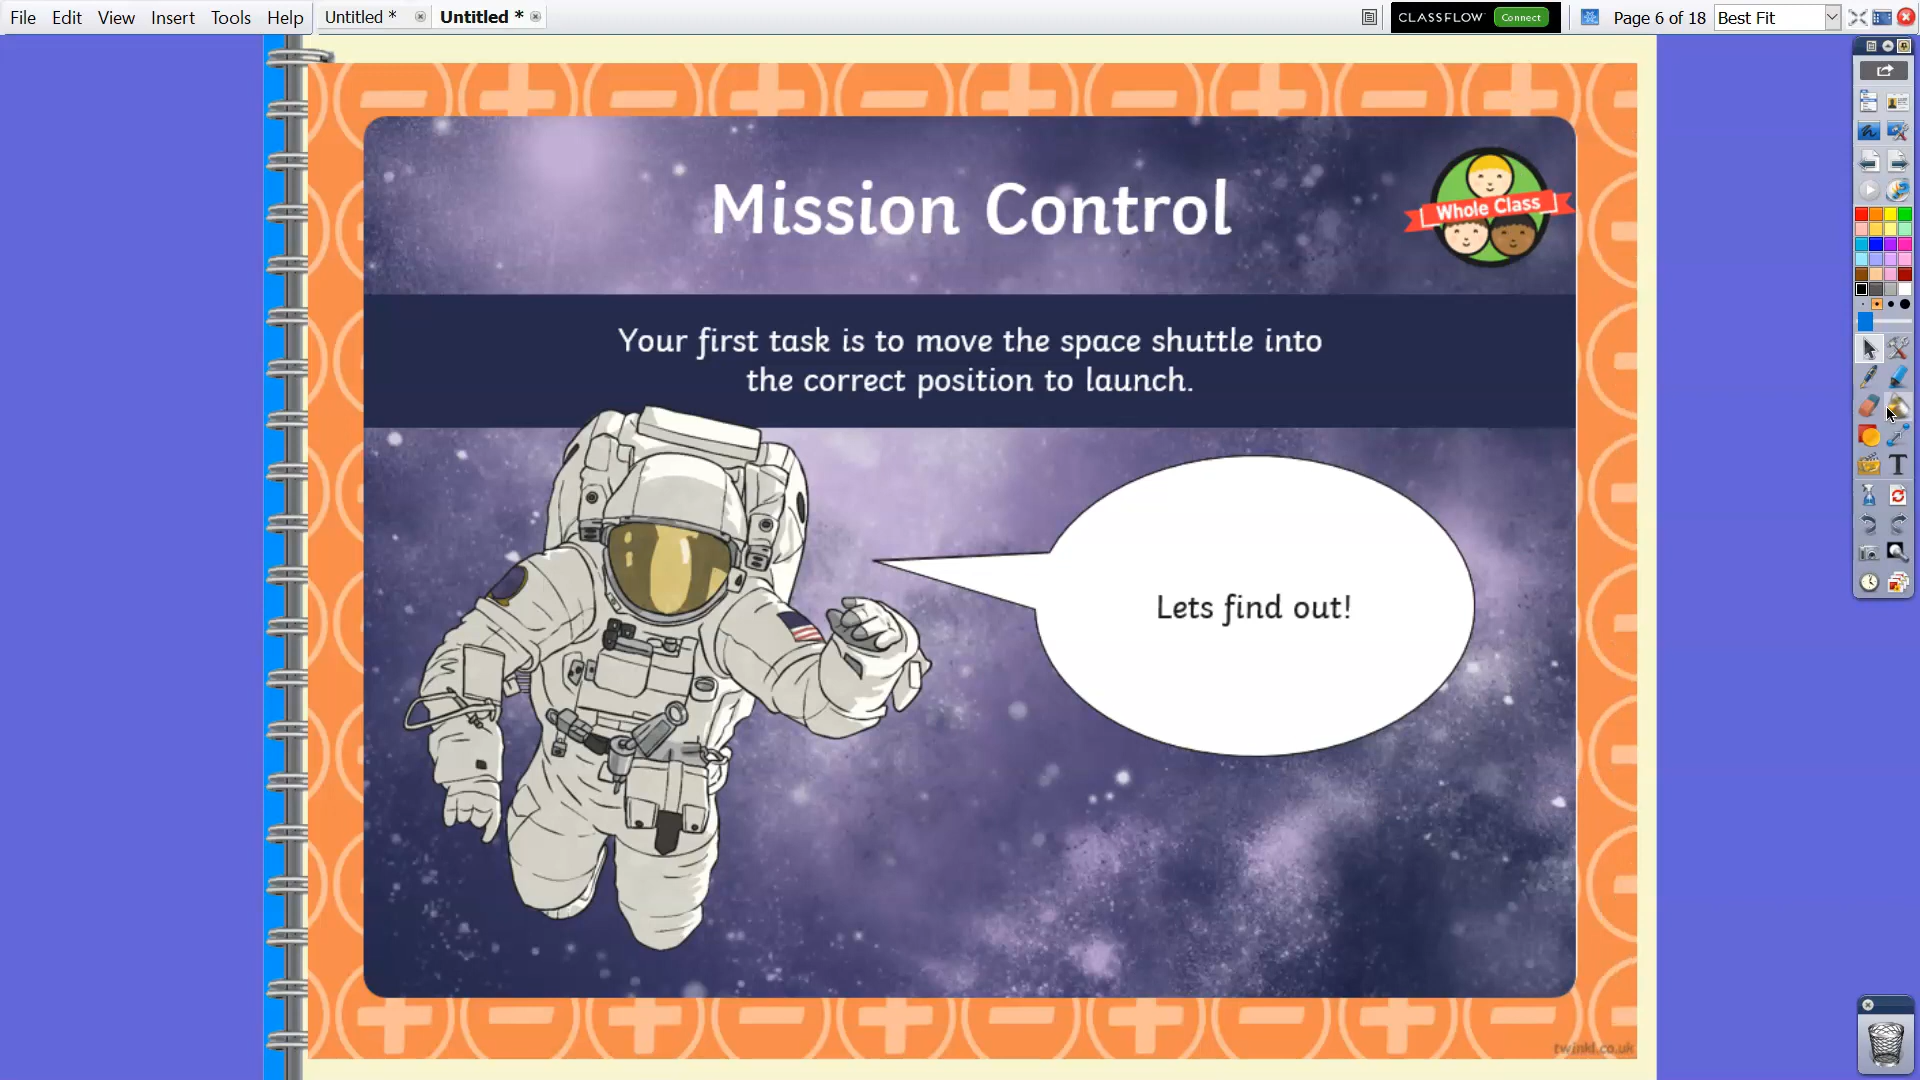 File Edit View Insert Tools Help
Untitled *
Untitled *
CLASSFLOW Connect
Page 6 of 18
Best Fit
Mission Control
Whole Class
Your first task is to move the space shuttle into
the correct position to launch.
Lets find out!
T
twinkl.co.uk